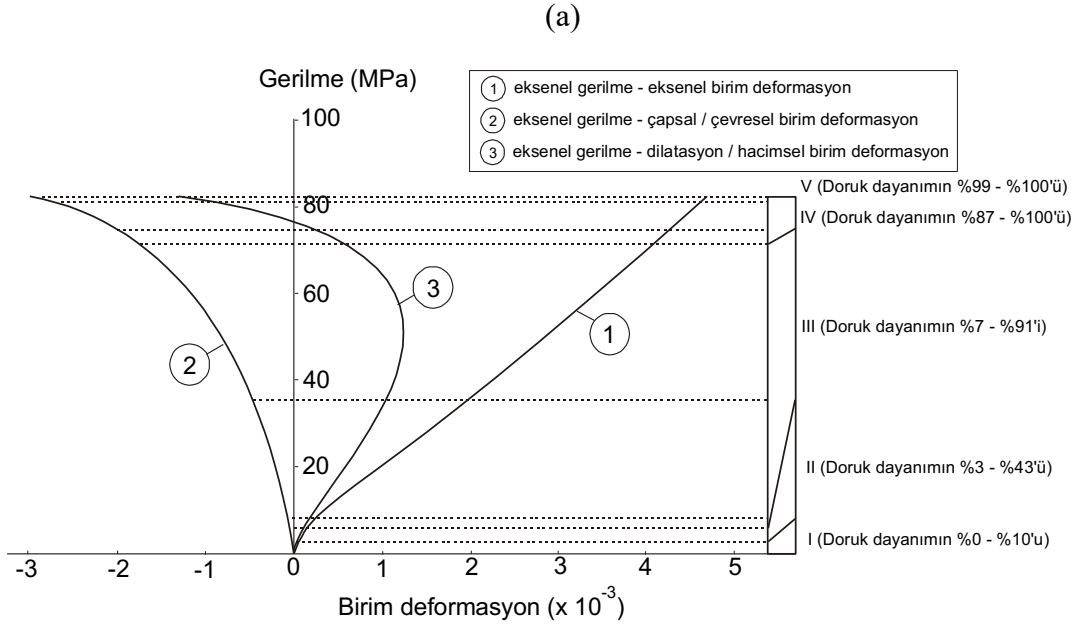 (a)
Gerilme (MPa)
1 eksenel gerilme - eksenel birim deformasyon
2 eksenel gerilme - çapsal / çevresel birim deformasyon
3 eksenel gerilme - dilatasyon / hacimsel birim deformasyon
100
80
60
40
20
V (Doruk dayanımın %99 - %100'ü)
IV (Doruk dayanımın %87 - %100'ü)
III (Doruk dayanımın %7 - %91'i)
II (Doruk dayanımın %3 - %43'ü)
I (Doruk dayanımın %0 - %10'u)
3
1
2
-3 -2 -1 0 1 2 3 4 5
Birim deformasyon (x 10⁻³)